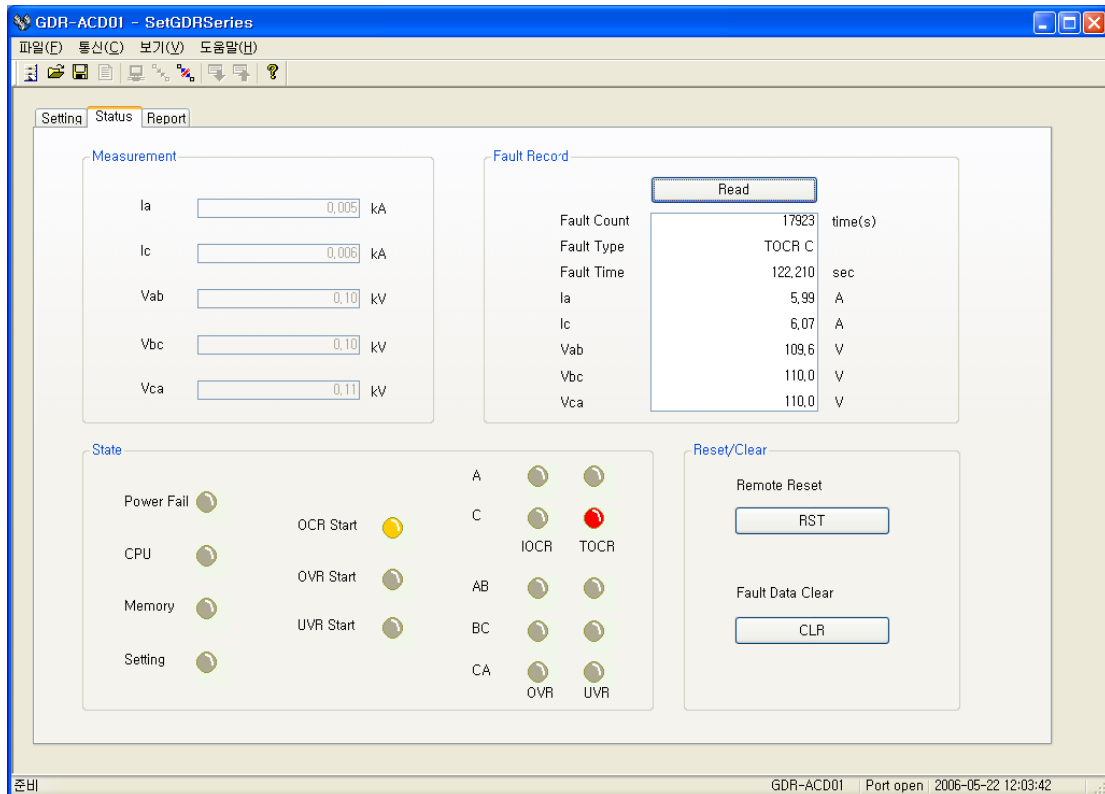 GDR-ACD01 - SetGDRSeries
파일(F) 통신(C) 보기(V) 도움말(H)
Setting Status Report
Measurement
Ia 0,005 kA
Ic 0,006 kA
Vab 0,10 kV
Vbc 0,10 kV
Vca 0,11 kV
Fault Record
Read
Fault Count 17923 time(s)
Fault Type TOCR C
Fault Time 122,210 sec
Ia 5,99 A
Ic 6,07 A
Vab 109,6 V
Vbc 110,0 V
Vca 110,0 V
State
Power Fail
CPU
Memory
Setting
OCR Start
OVR Start
UVR Start
A
C
IOCR TOCR
AB
BC
CA
OVR UVR
Reset/Clear
Remote Reset
RST
Fault Data Clear
CLR
준비 GDR-ACD01 Port open 2006-05-22 12:03:42